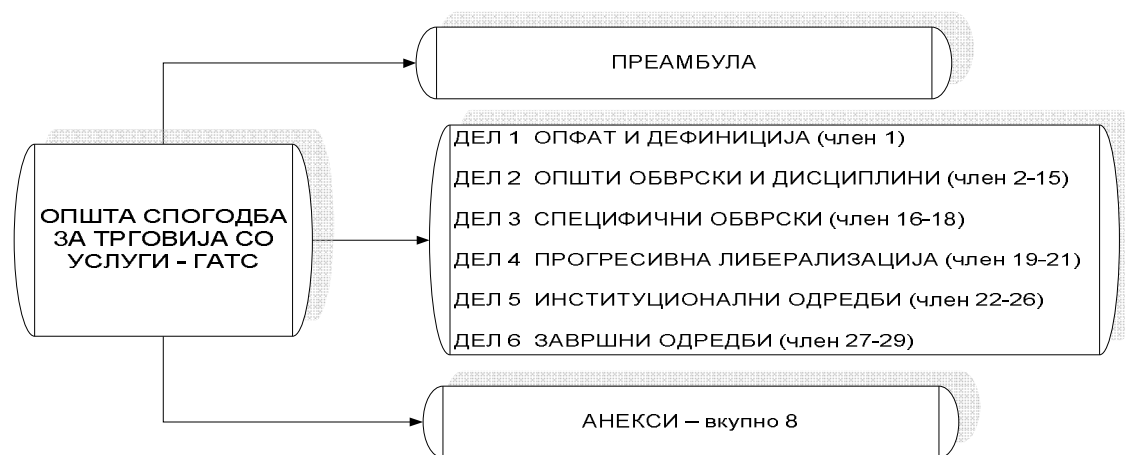 ПРЕАМБУЛА
ОПШТА СПОГОДБА
ЗА ТРГОВИЈА СО
УСЛУГИ - ГАТС
ДЕЛ 1 ОПФАТ И ДЕФИНИЦИЈА (член 1)
ДЕЛ 2 ОПШТИ ОБВРСКИ И ДИСЦИПЛИНИ (член 2-15)
ДЕЛ 3 СПЕЦИФИЧНИ ОБВРСКИ (член 16-18)
ДЕЛ 4 ПРОГРЕСИВНА ЛИБЕРАЛИЗАЦИЈА (член 19-21)
ДЕЛ 5 ИНСТИТУЦИОНАЛНИ ОДРЕДБИ (член 22-26)
ДЕЛ 6 ЗАВРШНИ ОДРЕДБИ (член 27-29)
АНЕКСИ – вкупно 8